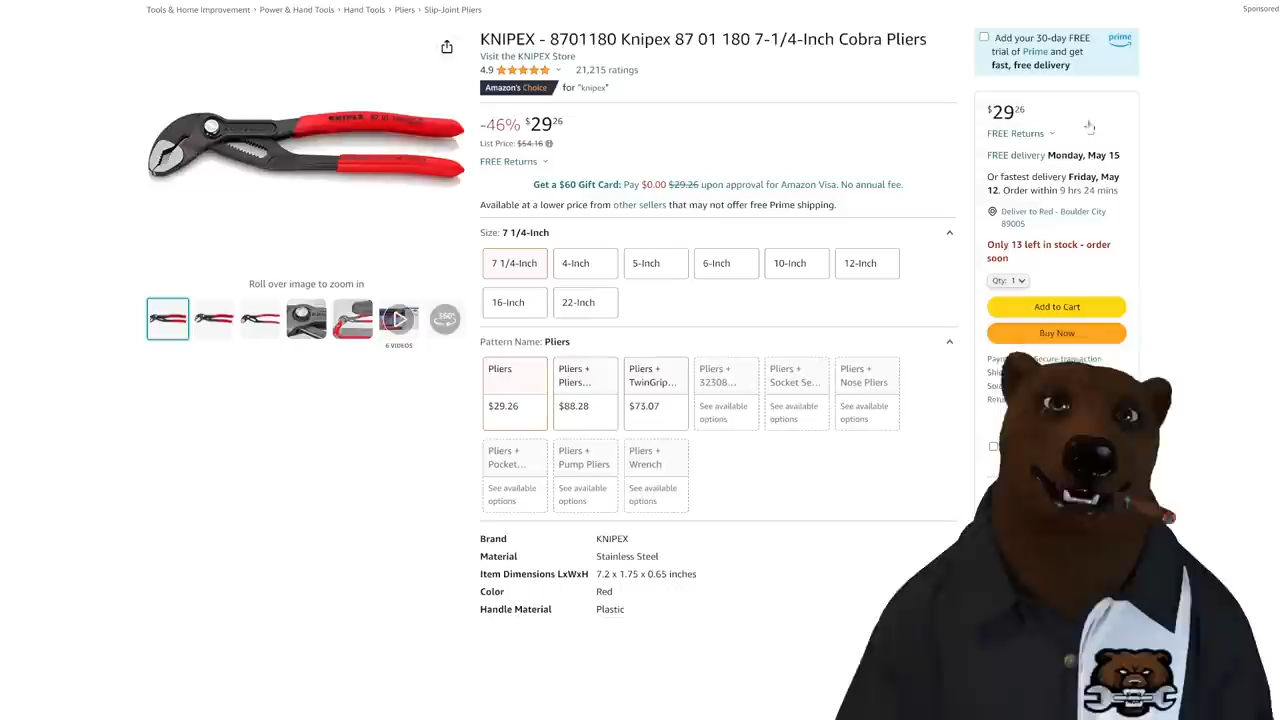 Tools & Home Improvement › Power & Hand Tools › Hand Tools › Pliers › Slip-Joint Pliers
Sponsored
KNIPEX - 8701180 Knipex 87 01 180 7-1/4-Inch Cobra Pliers
Visit the KNIPEX Store
4.9 21,215 ratings
Amazon's Choice for "knipex"
-46% $29 26
List Price: $54.16
FREE Returns
Get a $60 Gift Card: Pay $0.00 $29.26 upon approval for Amazon Visa. No annual fee.
Available at a lower price from other sellers that may not offer free Prime shipping.
Size: 7 1/4-Inch
7 1/4-Inch 4-Inch 5-Inch 6-Inch 10-Inch 12-Inch
16-Inch 22-Inch
Roll over image to zoom in
360°
6 VIDEOS
KNIPEX
Pattern Name: Pliers
Pliers
$29.26
Pliers +
Pliers...
$88.28
Pliers +
TwinGrip...
$73.07
Pliers +
32308...
See available
options
Pliers +
Socket Se...
See available
options
Pliers +
Nose Pliers
See available
options
Pliers +
Pocket...
See available
options
Pliers +
Pump Pliers
See available
options
Pliers +
Wrench
See available
options
Brand KNIPEX
Material Stainless Steel
Item Dimensions LxWxH 7.2 x 1.75 x 0.65 inches
Color Red
Handle Material Plastic
Add your 30-day FREE
trial of Prime and get
fast, free delivery
prime
$29 26
FREE Returns
FREE delivery Monday, May 15
Or fastest delivery Friday, May
12. Order within 9 hrs 24 mins
Deliver to Red - Boulder City
89005
Only 13 left in stock - order
soon
Qty: 1
Add to Cart
Buy Now
Secure transaction